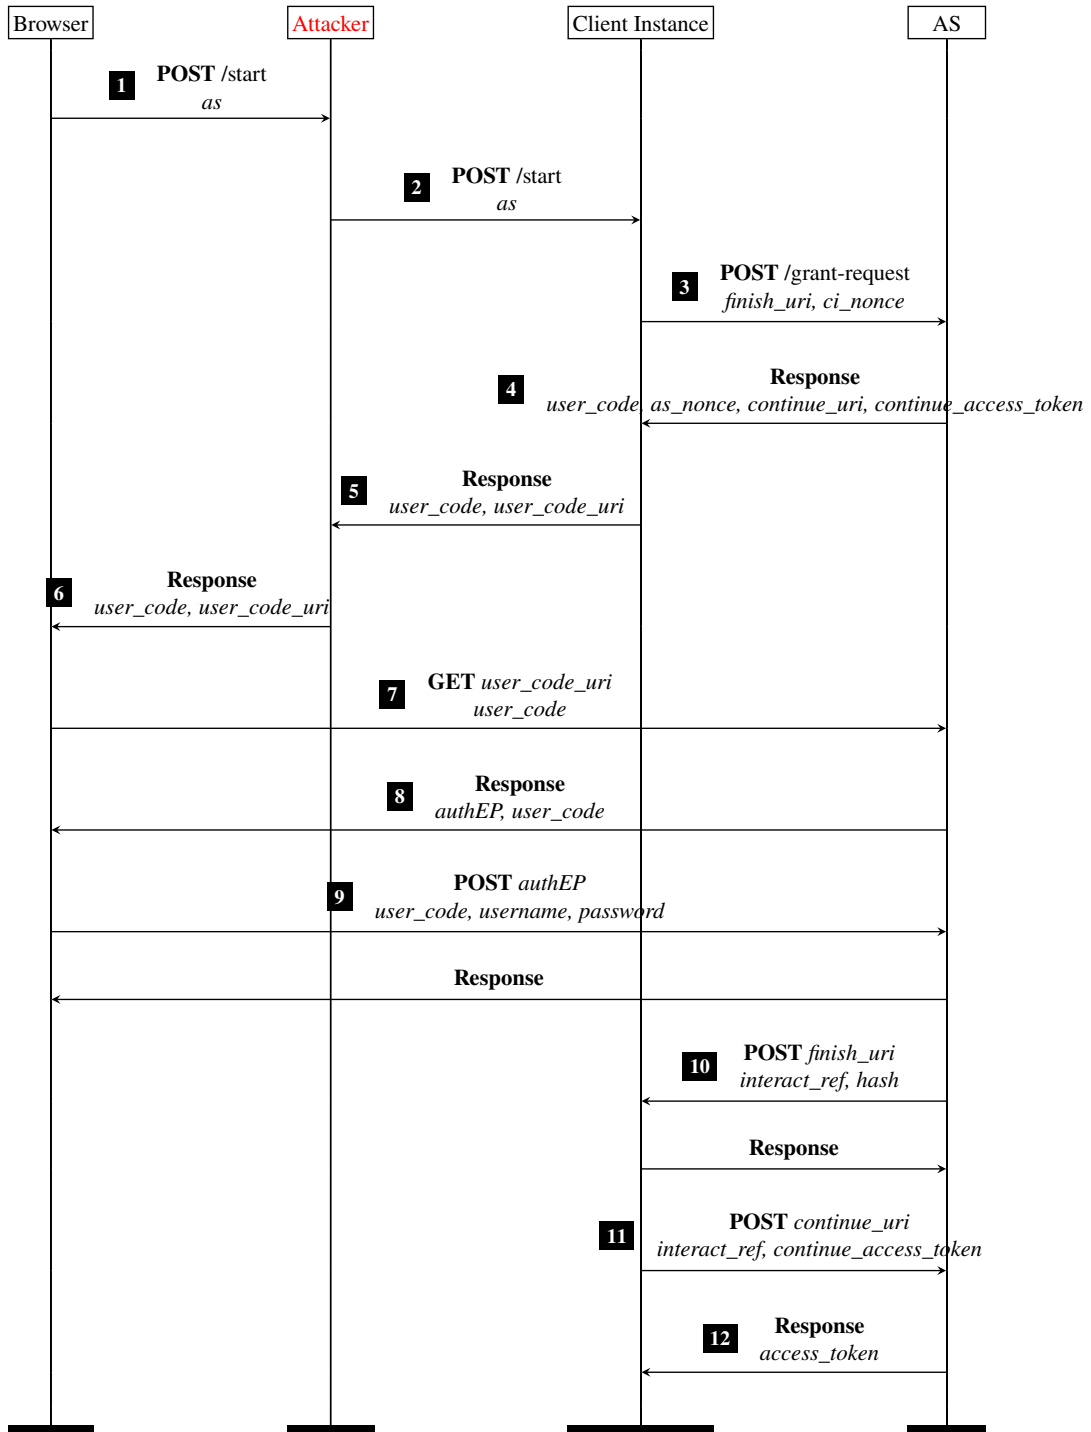 Browser
Attacker
Client Instance
AS
1
POST /start
as
2
POST /start
as
3
POST /grant-request
finish_uri, ci_nonce
4
Response
user_code, as_nonce, continue_uri, continue_access_token
5
Response
user_code, user_code_uri
6
Response
user_code, user_code_uri
7
GET user_code_uri
user_code
8
Response
authEP, user_code
9
POST authEP
user_code, username, password
Response
10
POST finish_uri
interact_ref, hash
Response
11
POST continue_uri
interact_ref, continue_access_token
12
Response
access_token